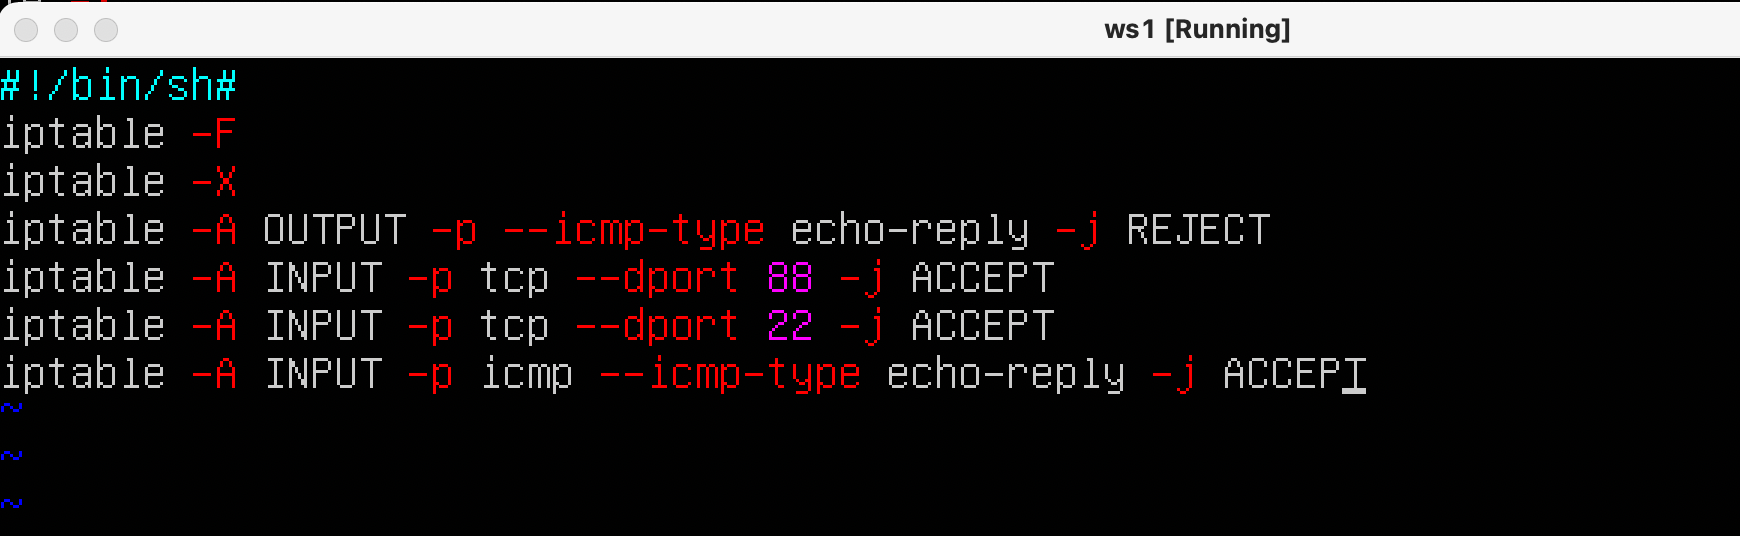 ws1 [Running]
#!/bin/sh#
iptable -F
iptable -X
iptable -A OUTPUT -p --icmp-type echo-reply -j REJECT
iptable -A INPUT -p tcp --dport 88 -j ACCEPT
iptable -A INPUT -p tcp --dport 22 -j ACCEPT
iptable -A INPUT -p icmp --icmp-type echo-reply -j ACCEPT
~
~
~